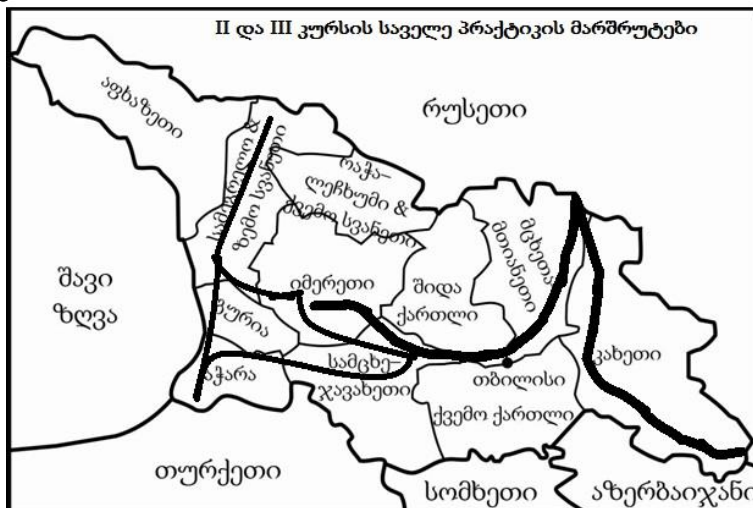 II და III კურსის საველე პრაქტიკის მარშრუტები
აფხაზეთი
რუსეთი
სამეგრელო &
ზემო სვანეთი
რაჭა–
ლეჩხუმი &
ქვემო სვანეთი
მცხეთა
მთიანეთი
შავი
ზღვა
იმერეთი
შიდა
ქართლი
გურია
კახეთი
აჭარა
სამცხე–
ჯავახეთი
თბილისი
ქვემო ქართლი
თურქეთი
სომხეთი
აზერბაიჯანი